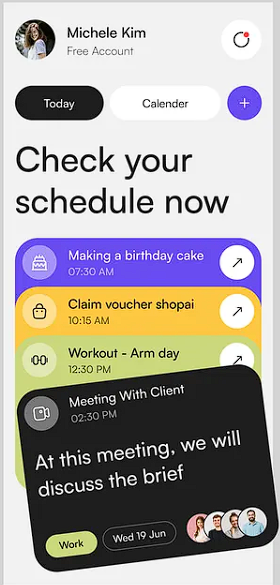 Michele Kim
Free Account
Today
Calender
+
Check your
schedule now
Making a birthday cake
07:30 AM
Claim voucher shopai
10:15 AM
Workout - Arm day
12:30 PM
Meeting With Client
02:30 PM
At this meeting, we will
discuss the brief
Work
Wed 19 Jun